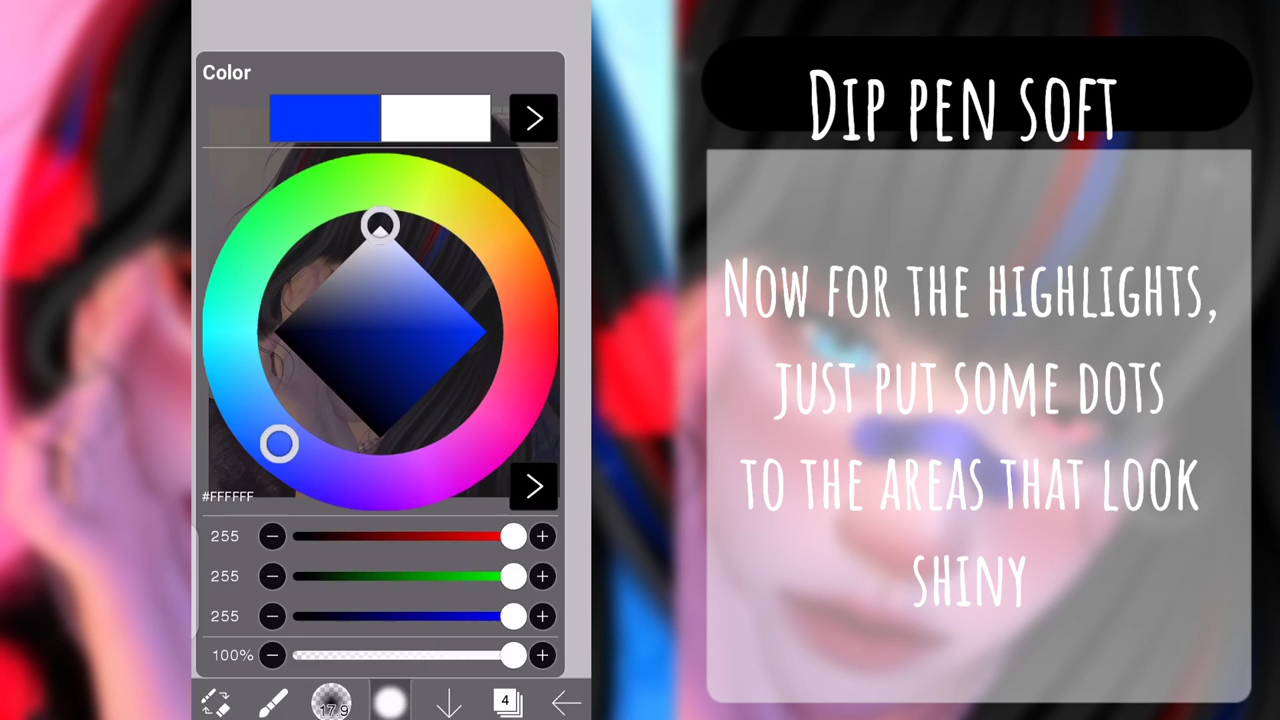 Color
#FFFFFF
255
255
255
100%
17.9
4
DIP PEN SOFT
NOW FOR THE HIGHLIGHTS,
JUST PUT SOME DOTS
TO THE AREAS THAT LOOK
SHINY